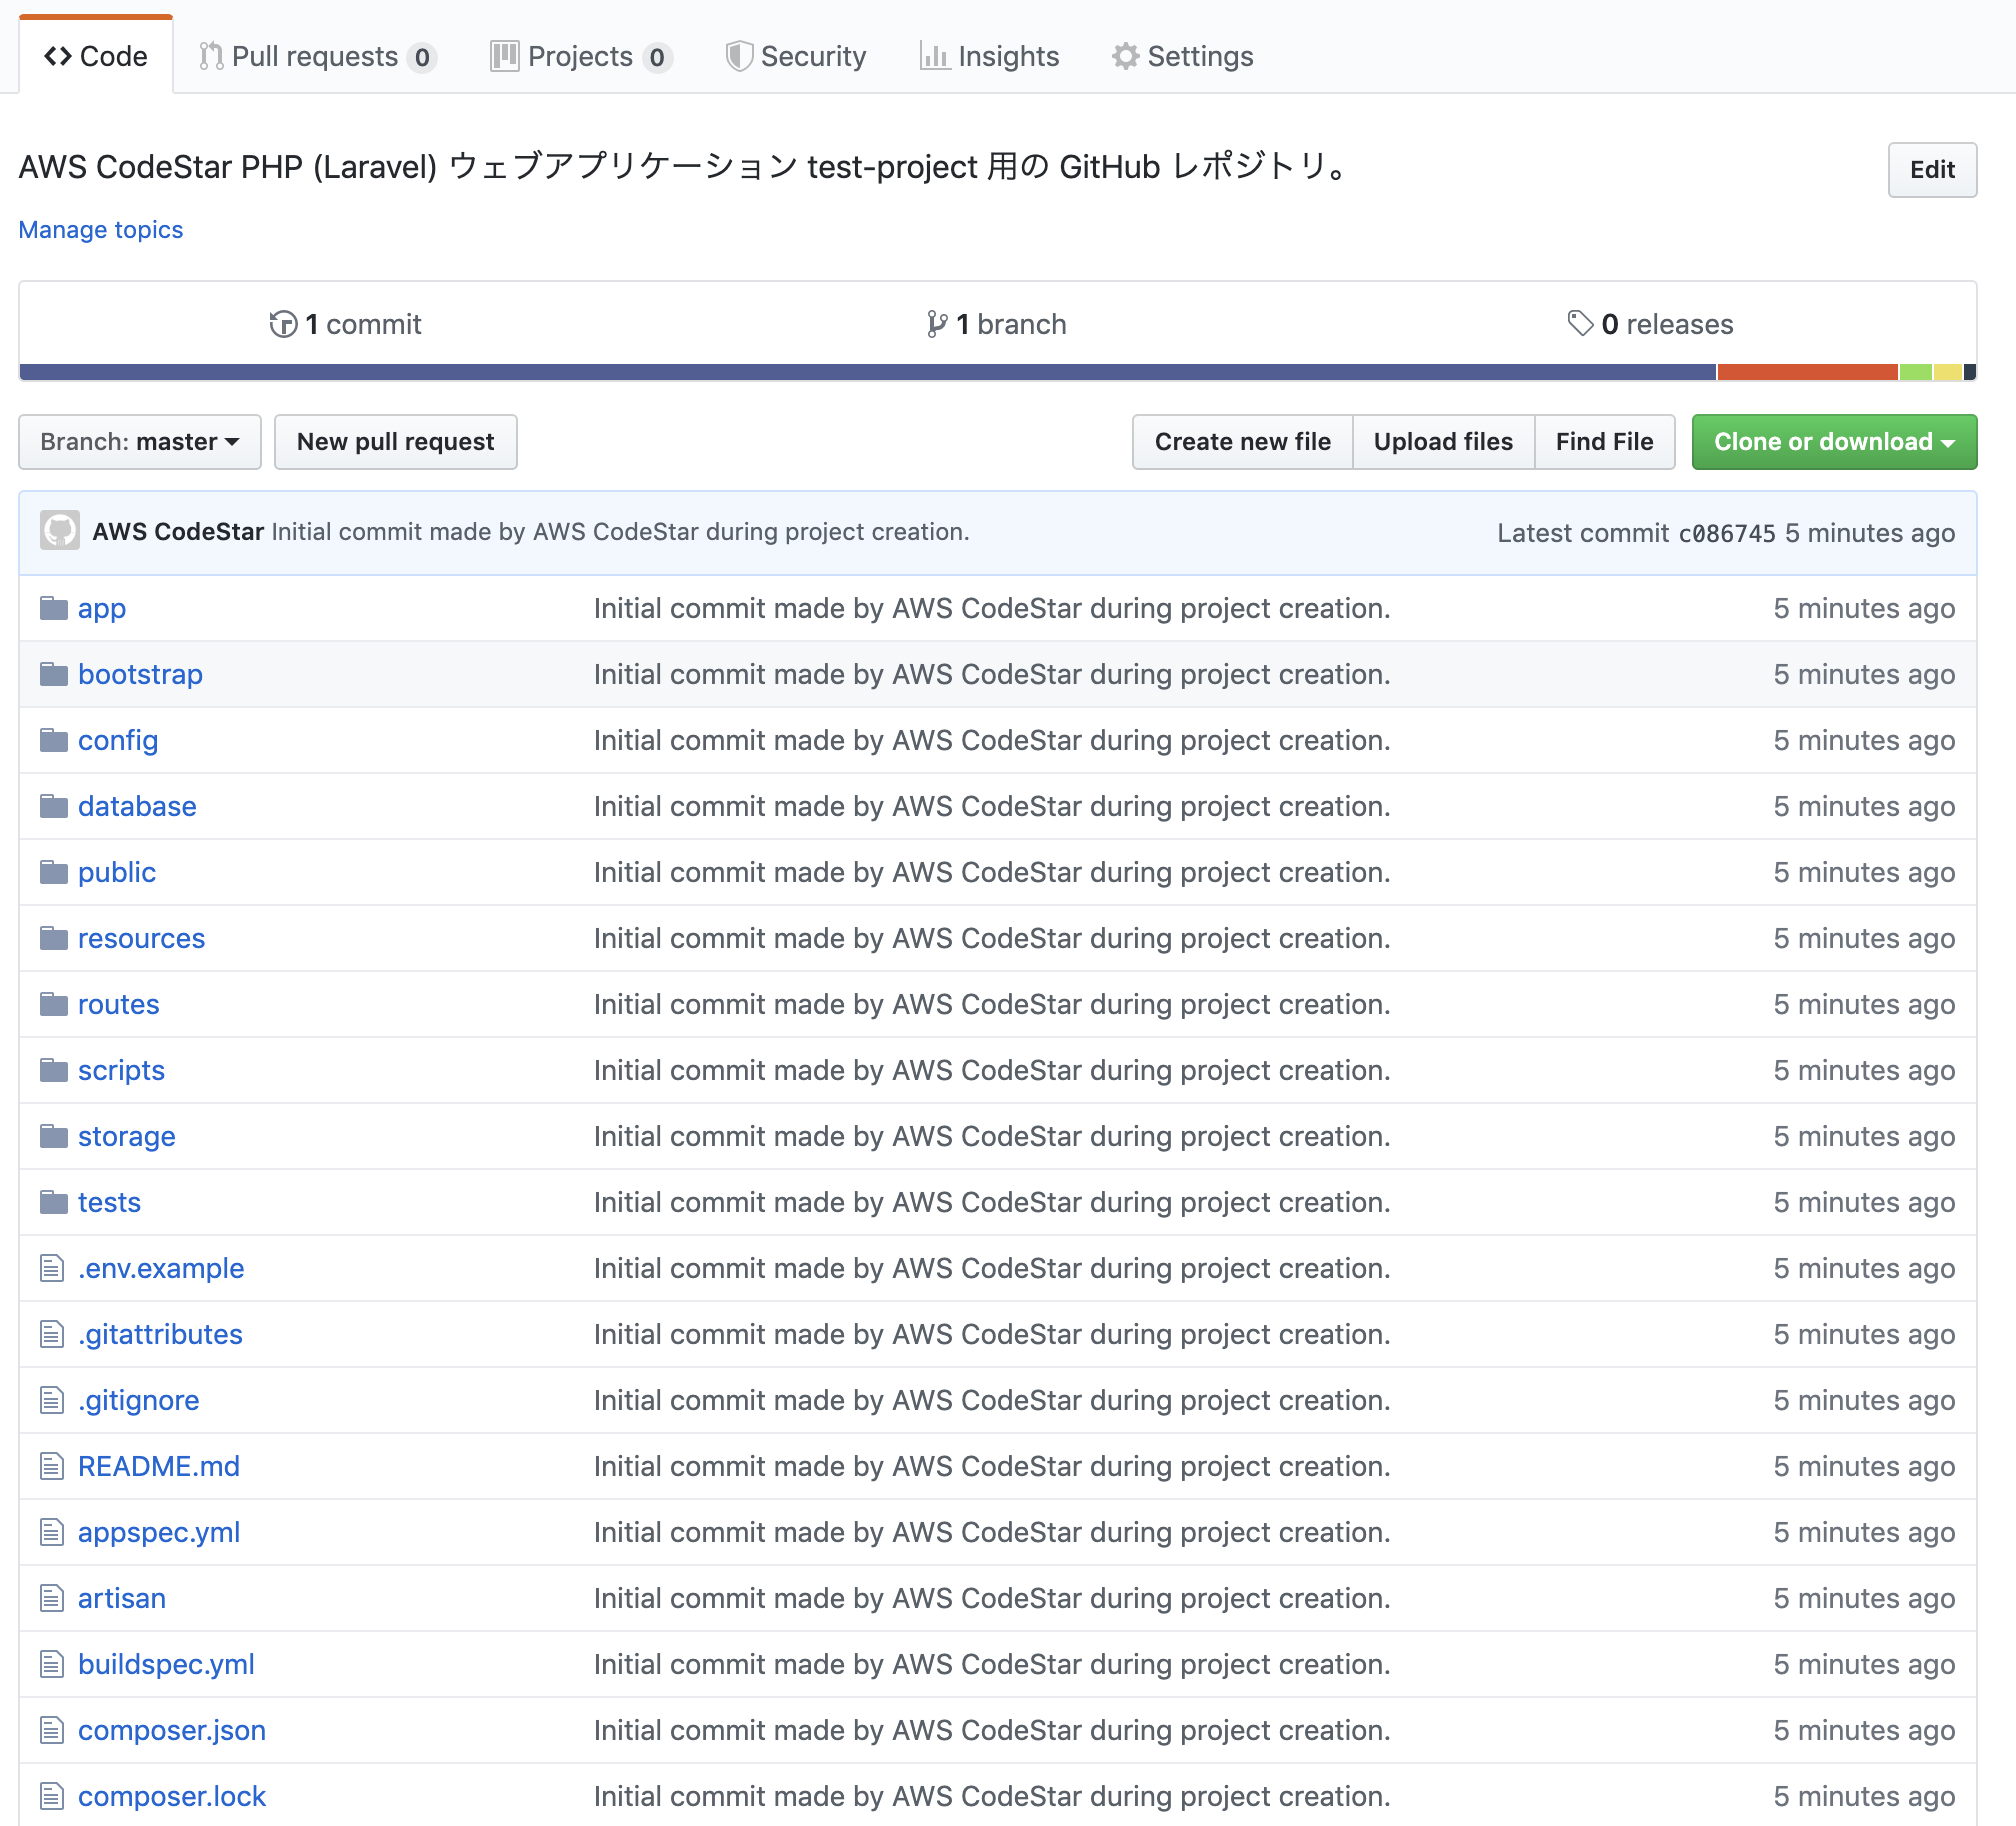 Code Pull requests 0 Projects 0 Security Insights Settings
AWS CodeStar PHP (Laravel) ウェブアプリケーション test-project 用の GitHub レポジトリ。 Edit
Manage topics
1 commit 1 branch 0 releases
Branch: master New pull request Create new file Upload files Find File Clone or download
AWS CodeStar Initial commit made by AWS CodeStar during project creation. Latest commit c086745 5 minutes ago
app Initial commit made by AWS CodeStar during project creation. 5 minutes ago
bootstrap Initial commit made by AWS CodeStar during project creation. 5 minutes ago
config Initial commit made by AWS CodeStar during project creation. 5 minutes ago
database Initial commit made by AWS CodeStar during project creation. 5 minutes ago
public Initial commit made by AWS CodeStar during project creation. 5 minutes ago
resources Initial commit made by AWS CodeStar during project creation. 5 minutes ago
routes Initial commit made by AWS CodeStar during project creation. 5 minutes ago
scripts Initial commit made by AWS CodeStar during project creation. 5 minutes ago
storage Initial commit made by AWS CodeStar during project creation. 5 minutes ago
tests Initial commit made by AWS CodeStar during project creation. 5 minutes ago
.env.example Initial commit made by AWS CodeStar during project creation. 5 minutes ago
.gitattributes Initial commit made by AWS CodeStar during project creation. 5 minutes ago
.gitignore Initial commit made by AWS CodeStar during project creation. 5 minutes ago
README.md Initial commit made by AWS CodeStar during project creation. 5 minutes ago
appspec.yml Initial commit made by AWS CodeStar during project creation. 5 minutes ago
artisan Initial commit made by AWS CodeStar during project creation. 5 minutes ago
buildspec.yml Initial commit made by AWS CodeStar during project creation. 5 minutes ago
composer.json Initial commit made by AWS CodeStar during project creation. 5 minutes ago
composer.lock Initial commit made by AWS CodeStar during project creation. 5 minutes ago